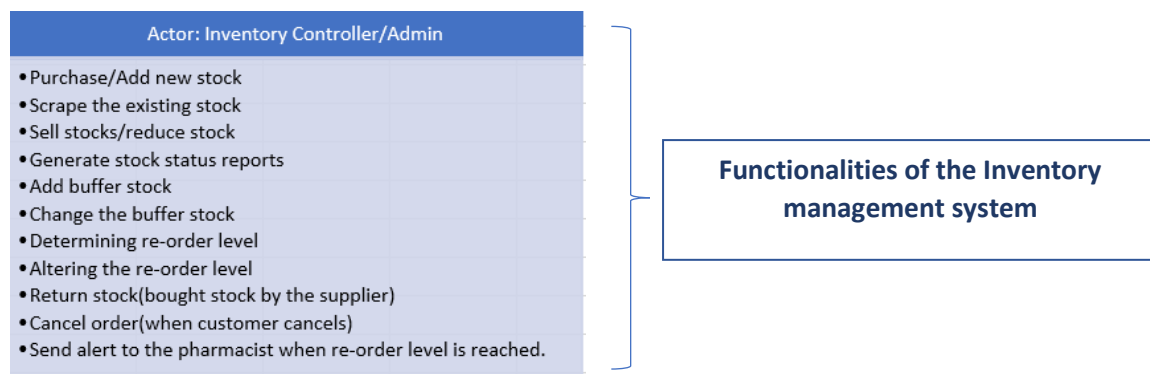 Actor: Inventory Controller/Admin
•Purchase/Add new stock
•Scrape the existing stock
•Sell stocks/reduce stock
•Generate stock status reports
•Add buffer stock
•Change the buffer stock
•Determining re-order level
•Altering the re-order level
•Return stock(bought stock by the supplier)
•Cancel order(when customer cancels)
•Send alert to the pharmacist when re-order level is reached.
Functionalities of the Inventory
management system